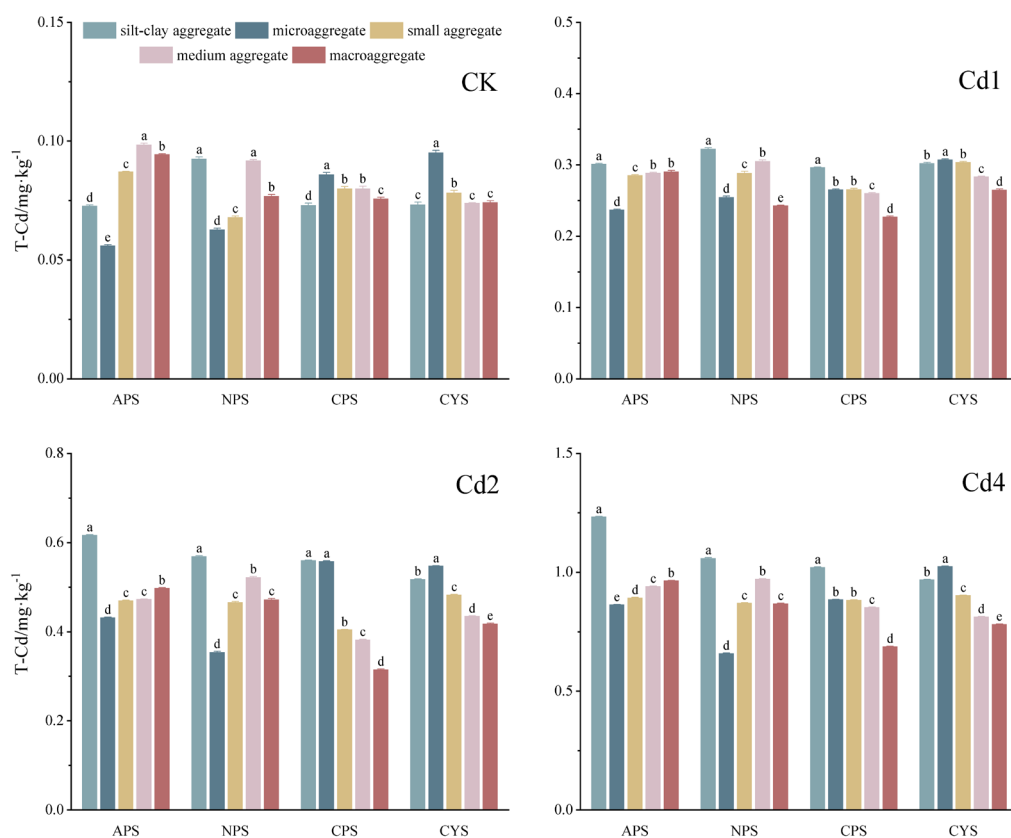 silt-clay aggregate microaggregate small aggregate
medium aggregate macroaggregate
CK
T-Cd/mg·kg-1
0.15
0.10
0.05
0.00
d e c a b
a d c a b
d a b b c
d a b c c
APS NPS CPS CYS
Cd1
0.5
0.4
0.3
0.2
0.1
0.0
a d c b b
a d c b e
a b b c d
b a b c d
APS NPS CPS CYS
Cd2
T-Cd/mg·kg-1
0.8
0.6
0.4
0.2
0.0
a d c c b
a d c b c
a a b c d
b a c d e
APS NPS CPS CYS
Cd4
1.5
1.0
0.5
0.0
a e d c b
a d c b c
a b b c d
b a c d e
APS NPS CPS CYS